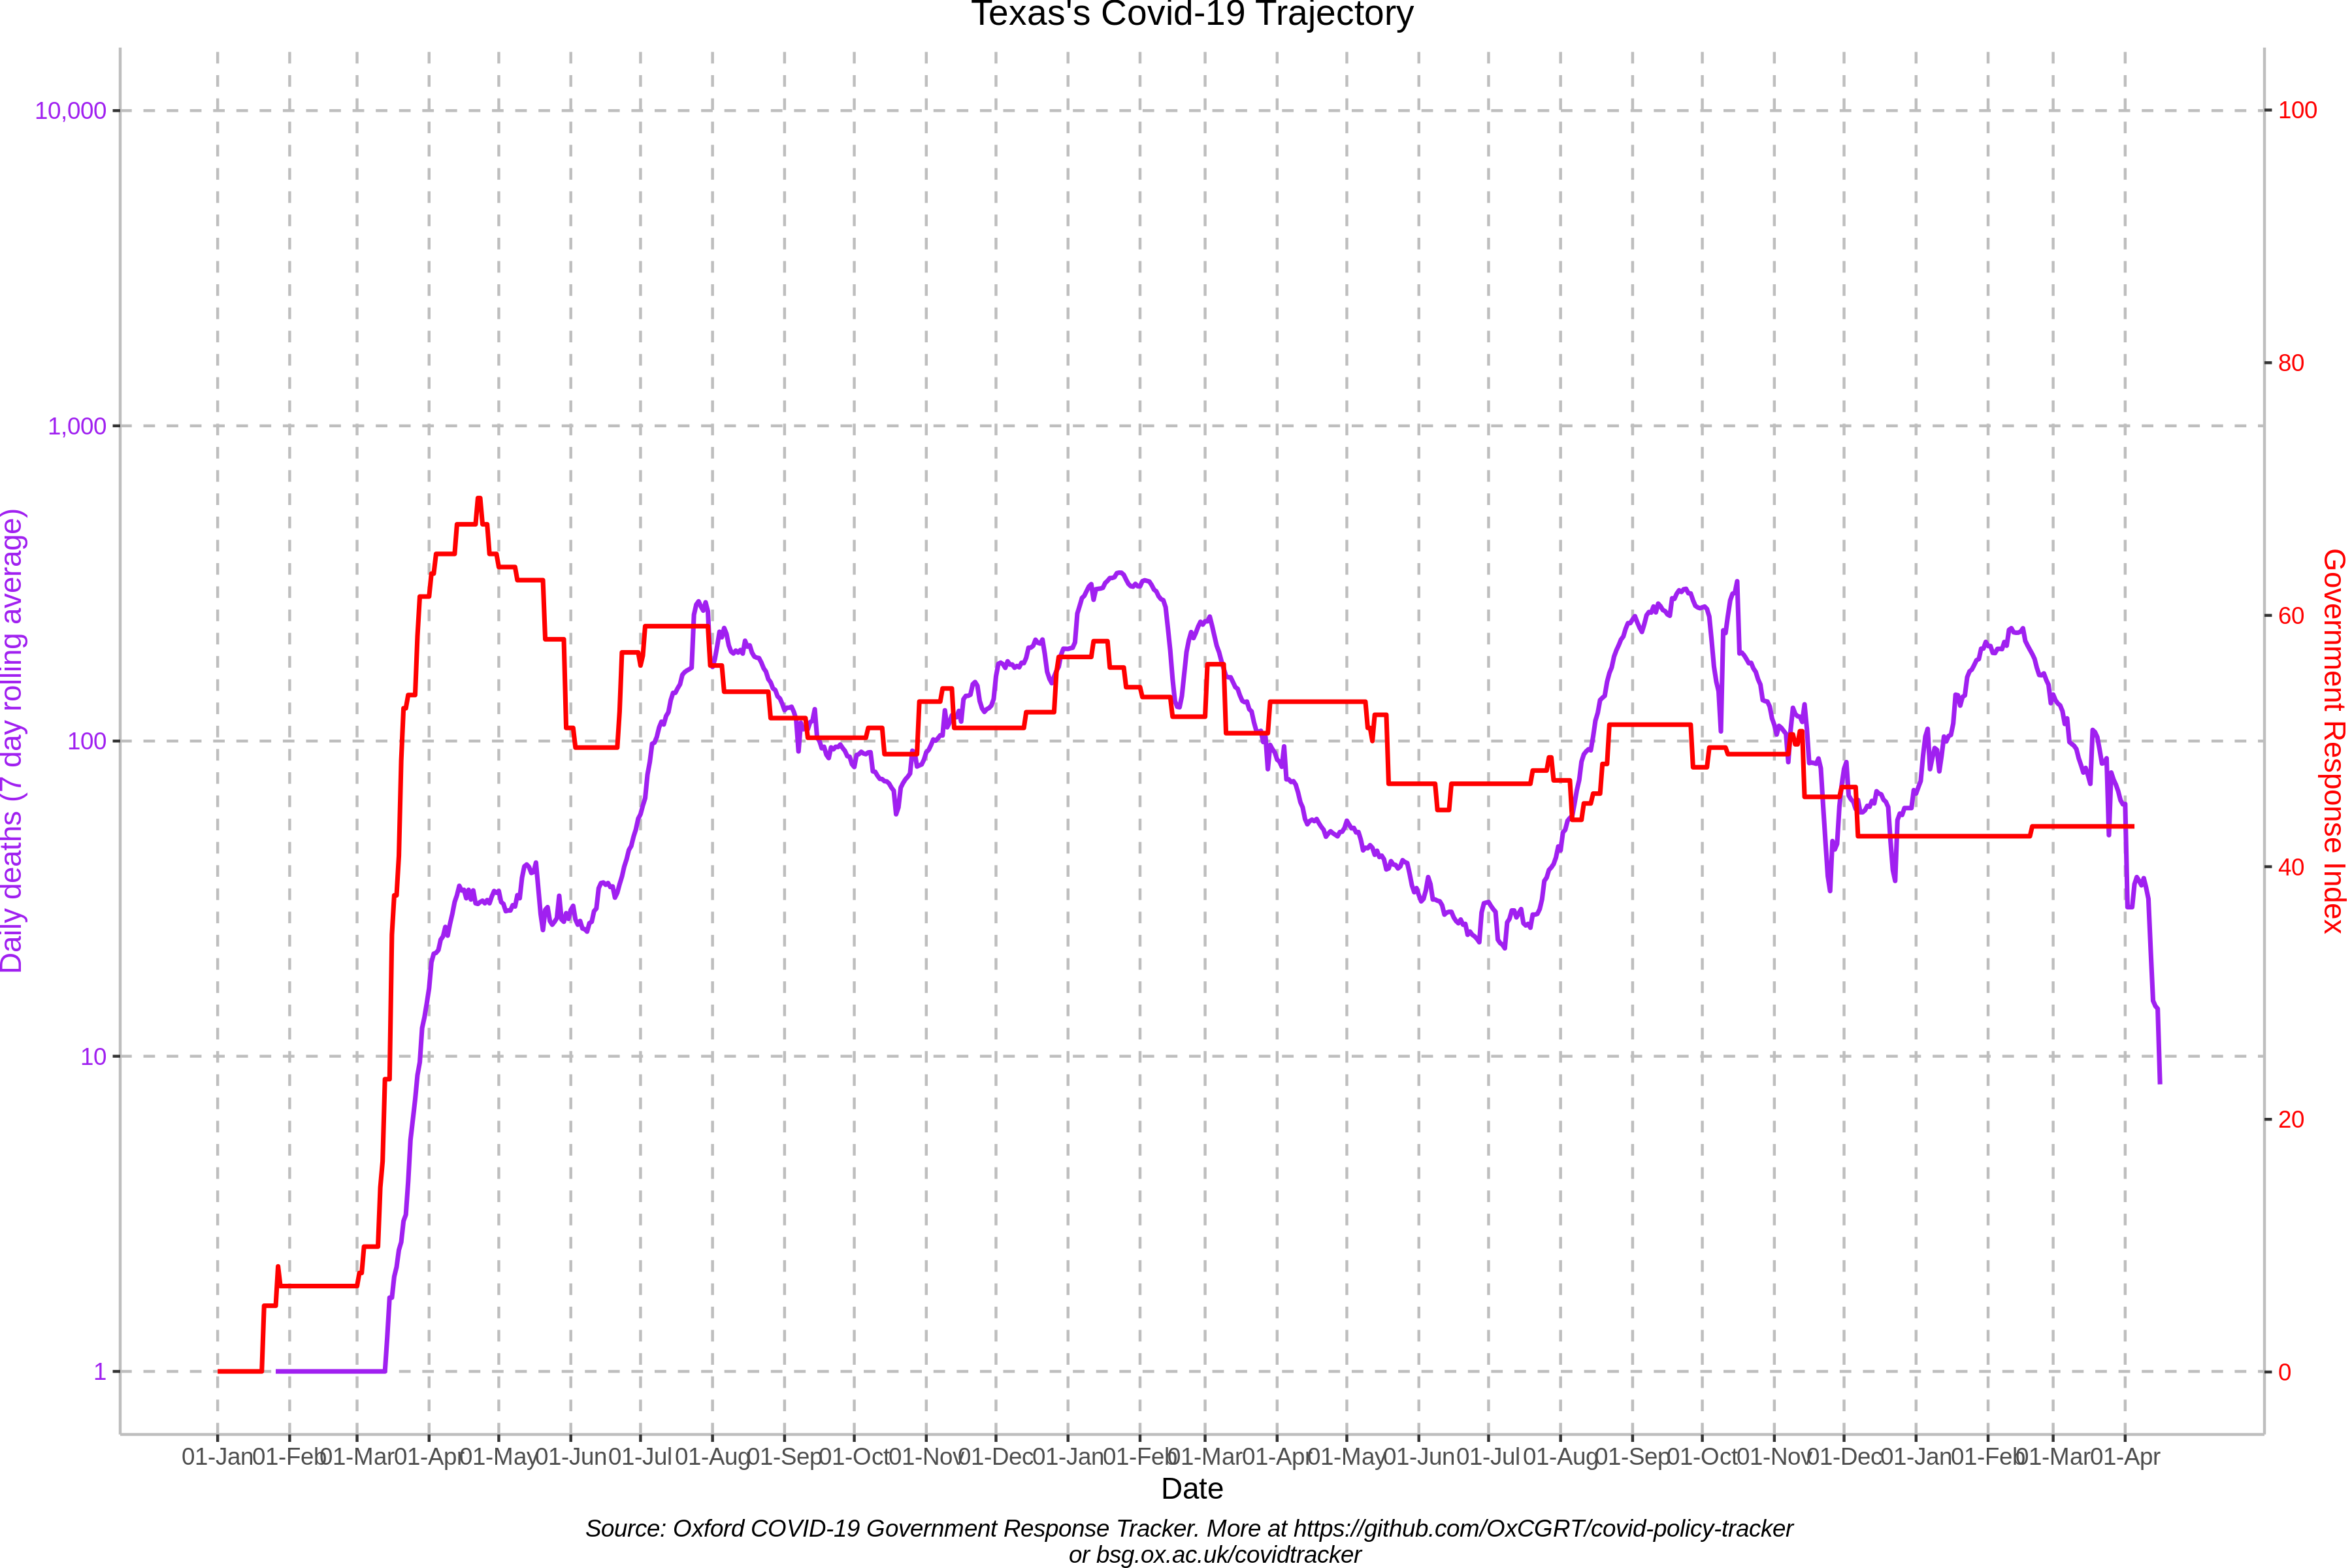 Texas's Covid-19 Trajectory
10,000
1,000
100
10
1
Daily deaths (7 day rolling average)
100
80
60
40
20
0
Government Response Index
01-Jan 01-Feb 01-Mar 01-Apr 01-May 01-Jun 01-Jul 01-Aug 01-Sep 01-Oct 01-Nov 01-Dec 01-Jan 01-Feb 01-Mar 01-Apr 01-May 01-Jun 01-Jul 01-Aug 01-Sep 01-Oct 01-Nov 01-Dec 01-Jan 01-Feb 01-Mar 01-Apr
Date
Source: Oxford COVID-19 Government Response Tracker. More at https://github.com/OxCGRT/covid-policy-tracker
or bsg.ox.ac.uk/covidtracker